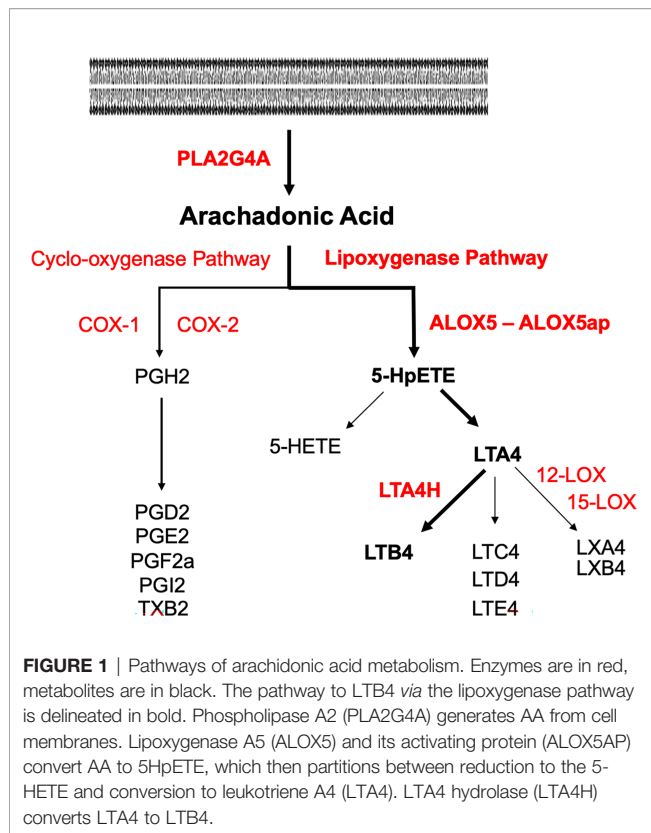 PLA2G4A
Arachadonic Acid
Cyclo-oxygenase Pathway
Lipoxygenase Pathway
COX-1
COX-2
ALOX5 – ALOX5ap
PGH2
5-HpETE
5-HETE
LTA4
LTA4H
12-LOX
15-LOX
PGD2
PGE2
PGF2a
PGI2
TXB2
LTB4
LTC4
LTD4
LTE4
LXA4
LXB4
FIGURE 1 | Pathways of arachidonic acid metabolism. Enzymes are in red,
metabolites are in black. The pathway to LTB4 via the lipoxygenase pathway
is delineated in bold. Phospholipase A2 (PLA2G4A) generates AA from cell
membranes. Lipoxygenase A5 (ALOX5) and its activating protein (ALOX5AP)
convert AA to 5HpETE, which then partitions between reduction to the 5-
HETE and conversion to leukotriene A4 (LTA4). LTA4 hydrolase (LTA4H)
converts LTA4 to LTB4.